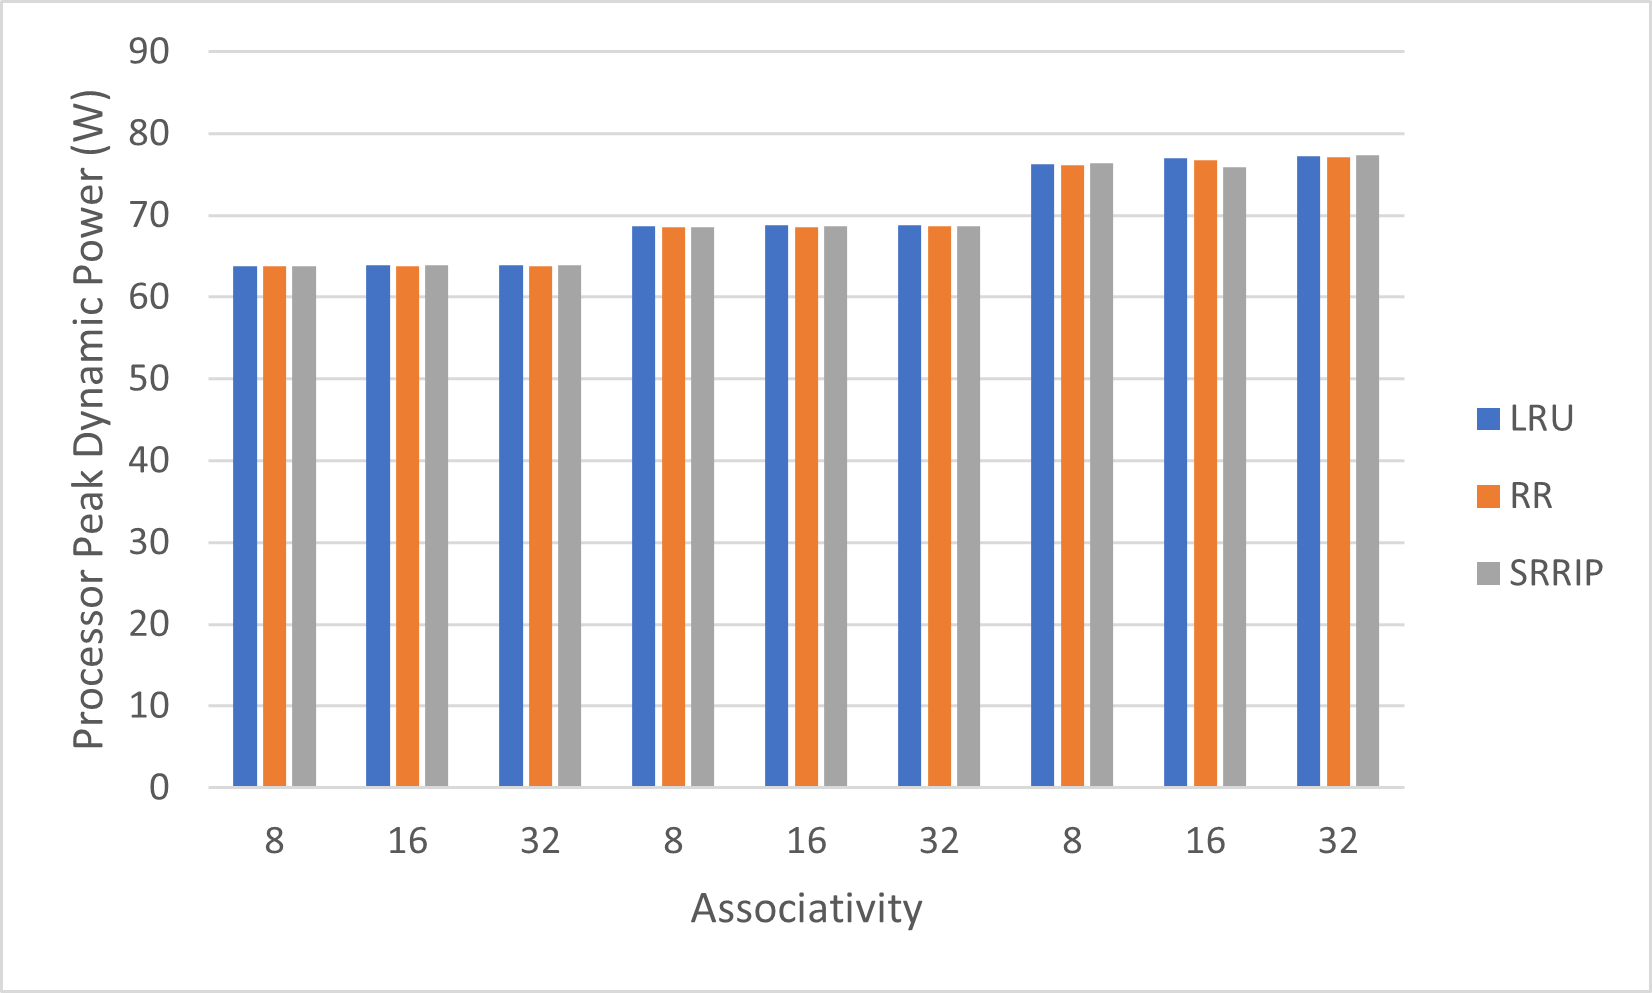 Processor Peak Dynamic Power (W)
90
80
70
60
50
40
30
20
10
0
8 16 32 8 16 32 8 16 32
Associativity
LRU
RR
SRRIP